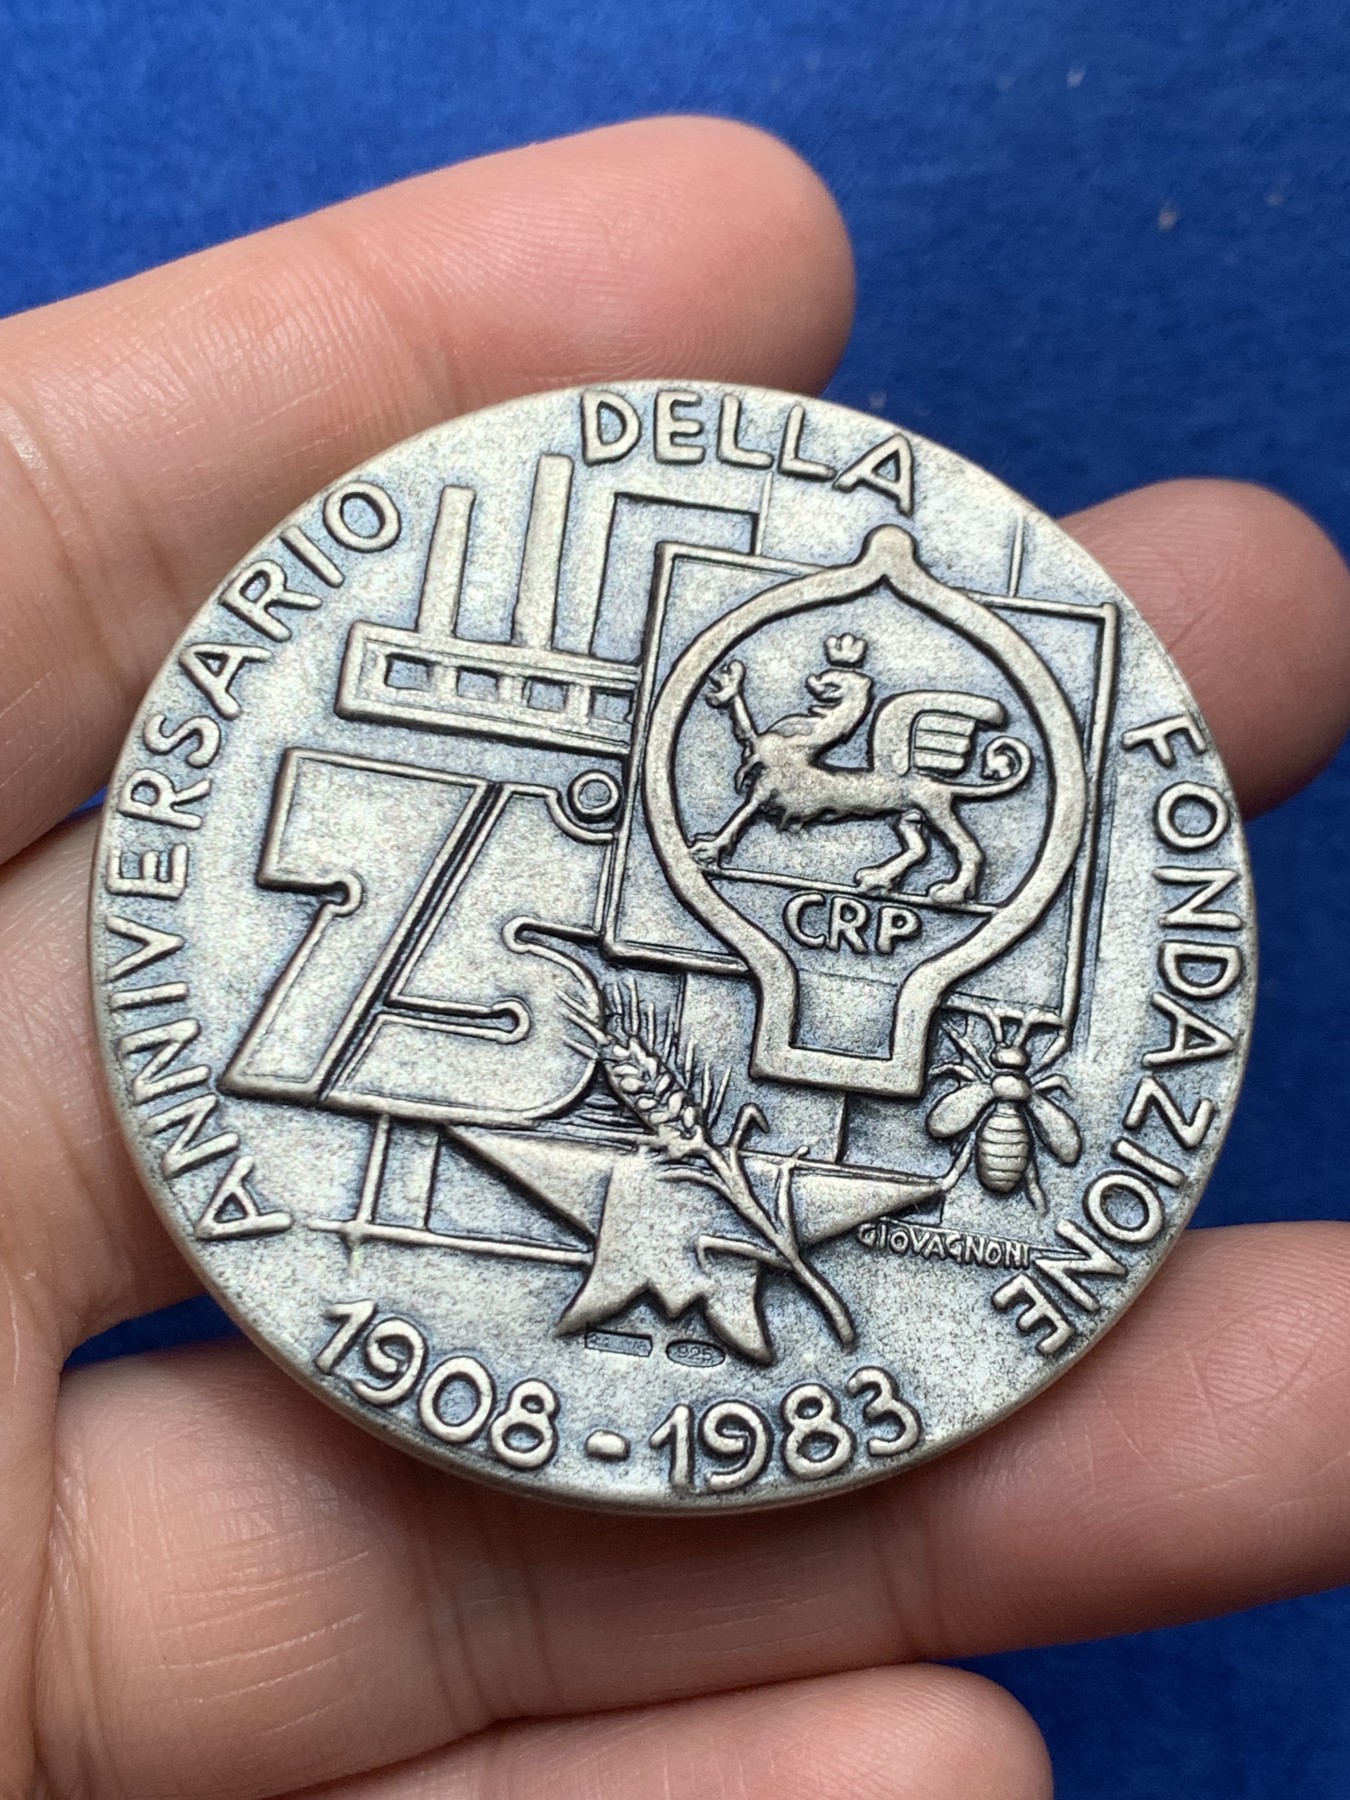 ANNIVERSARIO DELLA FONDAZIONE
75
CRP
GIOVAGNONI
925
1908-1983